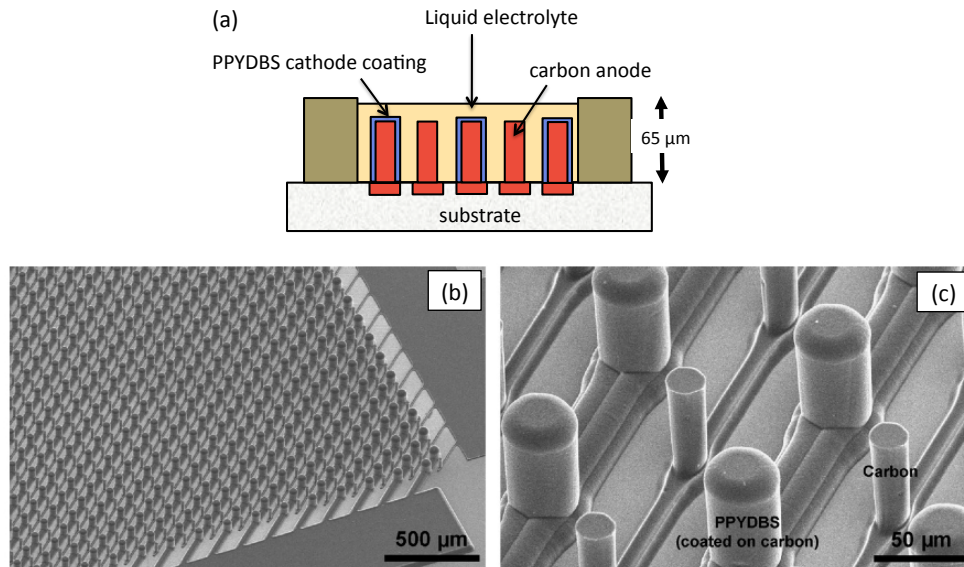 (a)
Liquid electrolyte
PPYDBS cathode coating
carbon anode
65 μm
substrate
(b)
500 μm
(c)
Carbon
PPYDBS
(coated on carbon)
50 μm